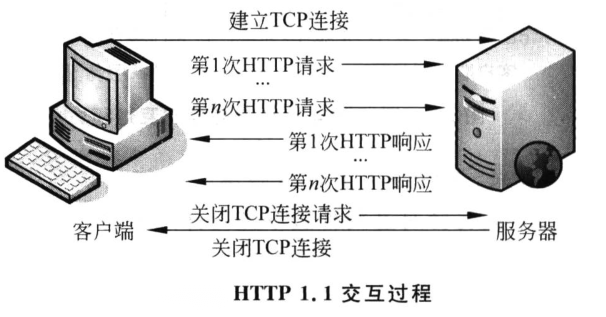 建立TCP连接
第1次HTTP请求
...
第n次HTTP请求
第1次HTTP响应
...
第n次HTTP响应
关闭TCP连接请求
客户端
服务器
关闭TCP连接
HTTP 1.1 交互过程